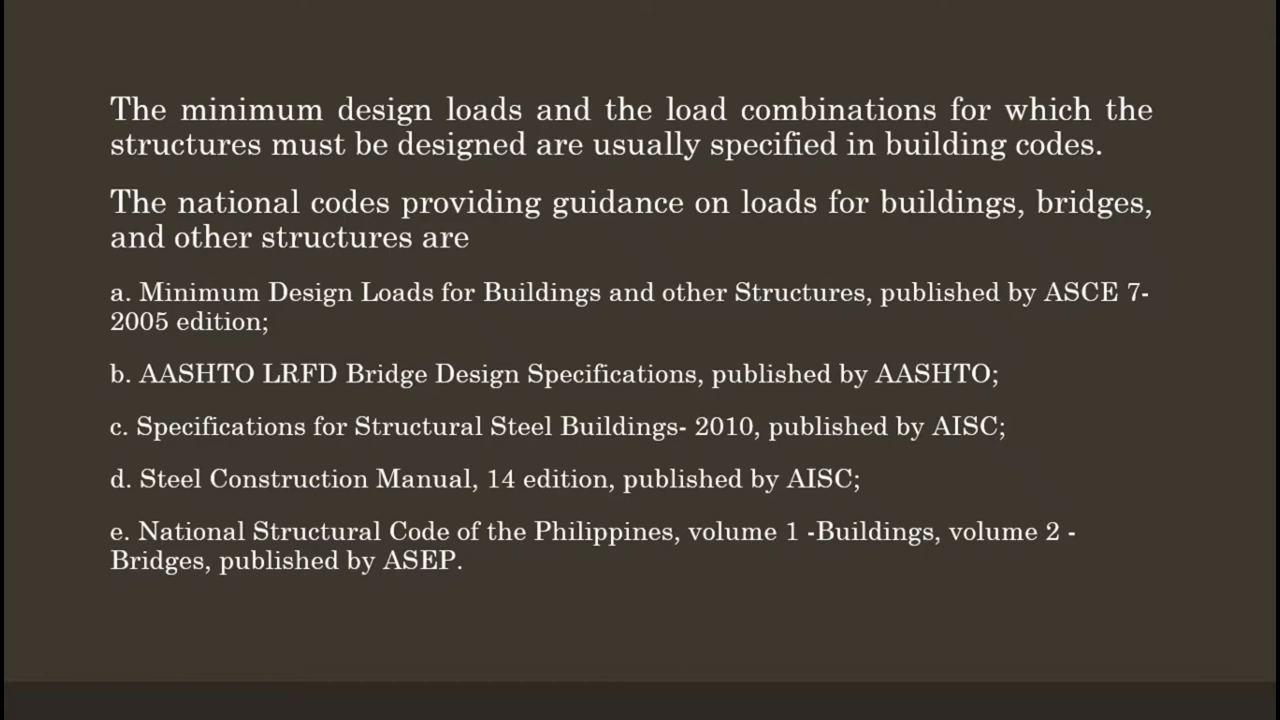 The minimum design loads and the load combinations for which the
structures must be designed are usually specified in building codes.
The national codes providing guidance on loads for buildings, bridges,
and other structures are
a. Minimum Design Loads for Buildings and other Structures, published by ASCE 7-
2005 edition;
b. AASHTO LRFD Bridge Design Specifications, published by AASHTO;
c. Specifications for Structural Steel Buildings- 2010, published by AISC;
d. Steel Construction Manual, 14 edition, published by AISC;
e. National Structural Code of the Philippines, volume 1 -Buildings, volume 2 -
Bridges, published by ASEP.